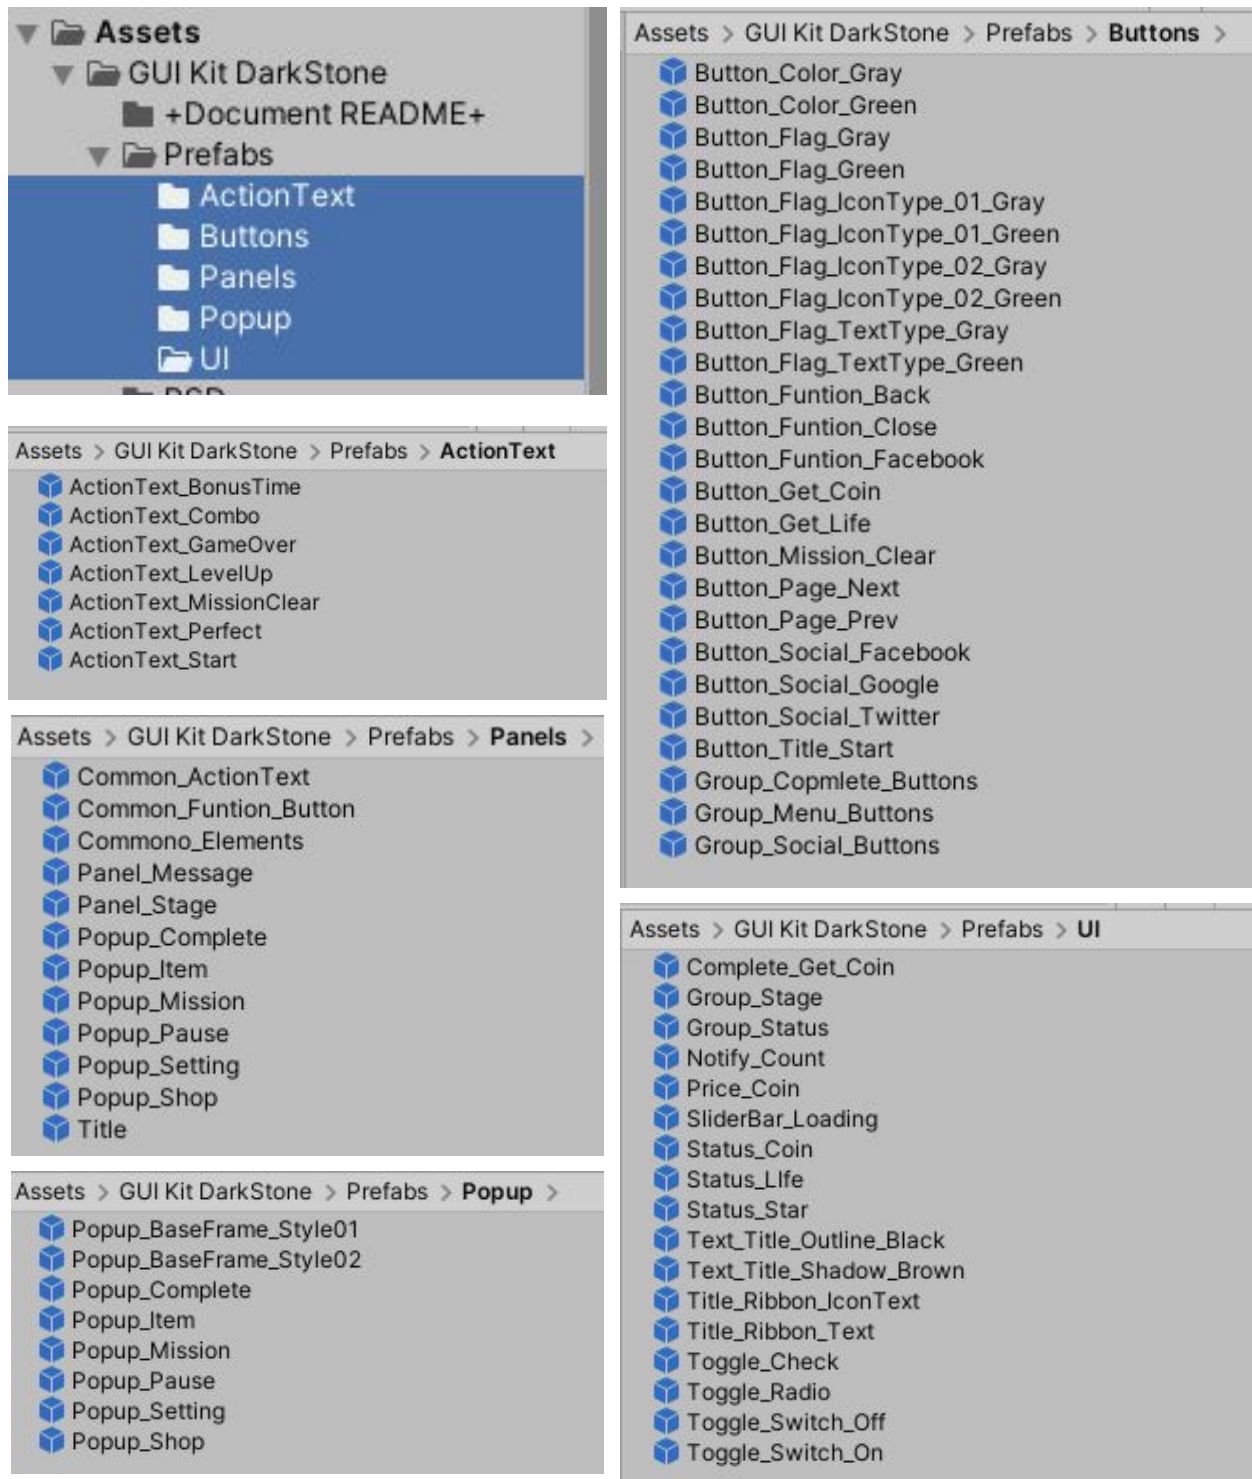 Assets
GUI Kit DarkStone
+Document README+
Prefabs
ActionText
Buttons
Panels
Popup
UI
Assets > GUI Kit DarkStone > Prefabs > ActionText
ActionText_BonusTime
ActionText_Combo
ActionText_GameOver
ActionText_LevelUp
ActionText_MissionClear
ActionText_Perfect
ActionText_Start
Assets > GUI Kit DarkStone > Prefabs > Panels >
Common_ActionText
Common_Funtion_Button
Commono_Elements
Panel_Message
Panel_Stage
Popup_Complete
Popup_Item
Popup_Mission
Popup_Pause
Popup_Setting
Popup_Shop
Title
Assets > GUI Kit DarkStone > Prefabs > Popup >
Popup_BaseFrame_Style01
Popup_BaseFrame_Style02
Popup_Complete
Popup_Item
Popup_Mission
Popup_Pause
Popup_Setting
Popup_Shop
Assets > GUI Kit DarkStone > Prefabs > Buttons >
Button_Color_Gray
Button_Color_Green
Button_Flag_Gray
Button_Flag_Green
Button_Flag_IconType_01_Gray
Button_Flag_IconType_01_Green
Button_Flag_IconType_02_Gray
Button_Flag_IconType_02_Green
Button_Flag_TextType_Gray
Button_Flag_TextType_Green
Button_Funtion_Back
Button_Funtion_Close
Button_Funtion_Facebook
Button_Get_Coin
Button_Get_Life
Button_Mission_Clear
Button_Page_Next
Button_Page_Prev
Button_Social_Facebook
Button_Social_Google
Button_Social_Twitter
Button_Title_Start
Group_Copmlete_Buttons
Group_Menu_Buttons
Group_Social_Buttons
Assets > GUI Kit DarkStone > Prefabs > UI
Complete_Get_Coin
Group_Stage
Group_Status
Notify_Count
Price_Coin
SliderBar_Loading
Status_Coin
Status_LIfe
Status_Star
Text_Title_Outline_Black
Text_Title_Shadow_Brown
Title_Ribbon_IconText
Title_Ribbon_Text
Toggle_Check
Toggle_Radio
Toggle_Switch_Off
Toggle_Switch_On